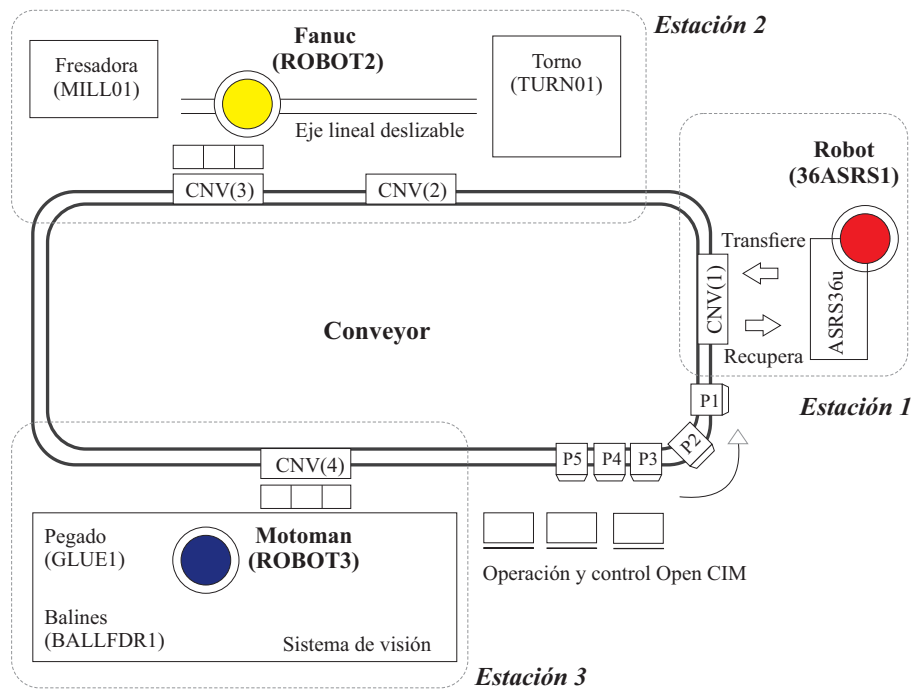 Estación 2
Fanuc
(ROBOT2)
Fresadora
(MILL01)
Torno
(TURN01)
Eje lineal deslizable
CNV(3)
CNV(2)
Robot
(36ASRS1)
Transfiere
CNV(1)
ASRS36u
Recupera
Conveyor
Estación 1
P1
P2
P3
P4
P5
CNV(4)
Pegado
(GLUE1)
Motoman
(ROBOT3)
Operación y control Open CIM
Balines
(BALLFDR1)
Sistema de visión
Estación 3